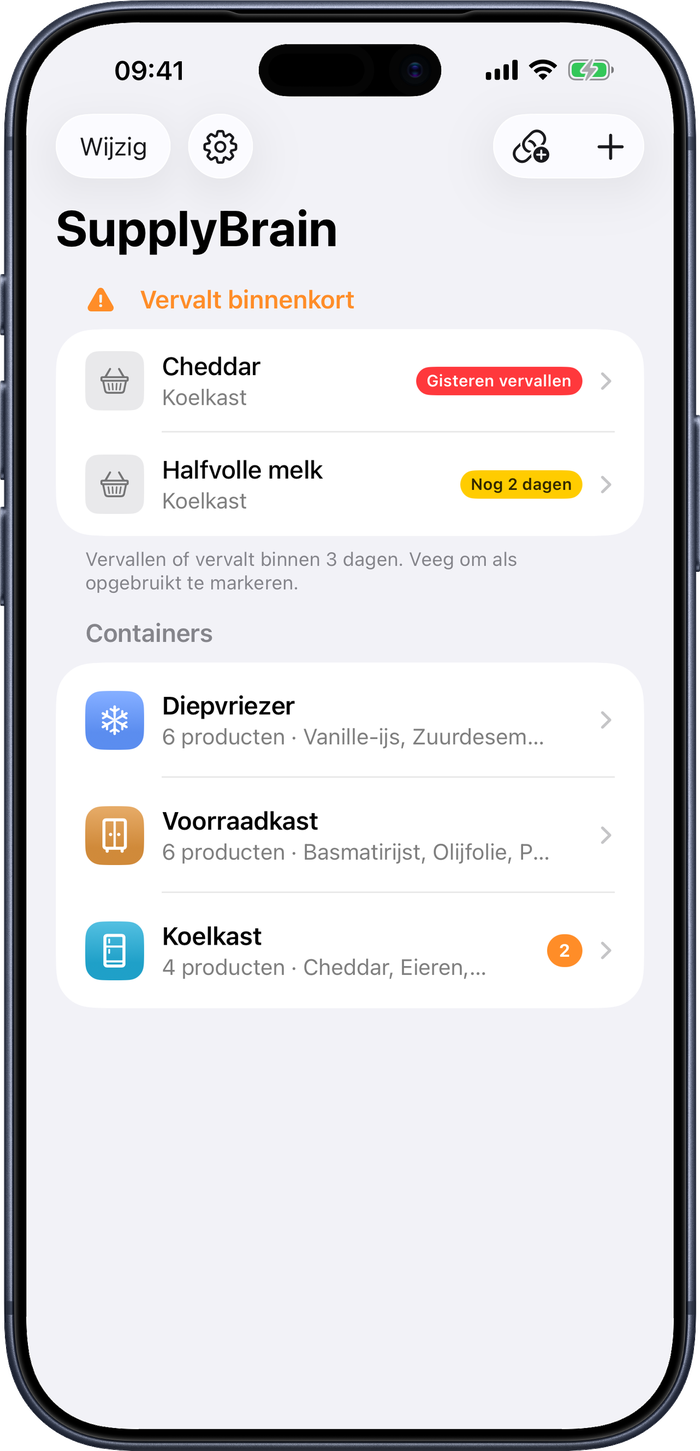 09:41
Wijzig
SupplyBrain
Vervalt binnenkort
Cheddar
Gisteren vervallen
Koelkast
Halfvolle melk
Nog 2 dagen
Koelkast
Vervallen of vervalt binnen 3 dagen. Veeg om als
opgebruikt te markeren.
Containers
Diepvriezer
6 producten · Vanille-ijs, Zuurdesem...
Voorraadkast
6 producten · Basmatirijst, Olijfolie, P...
Koelkast
4 producten · Cheddar, Eieren,...
2